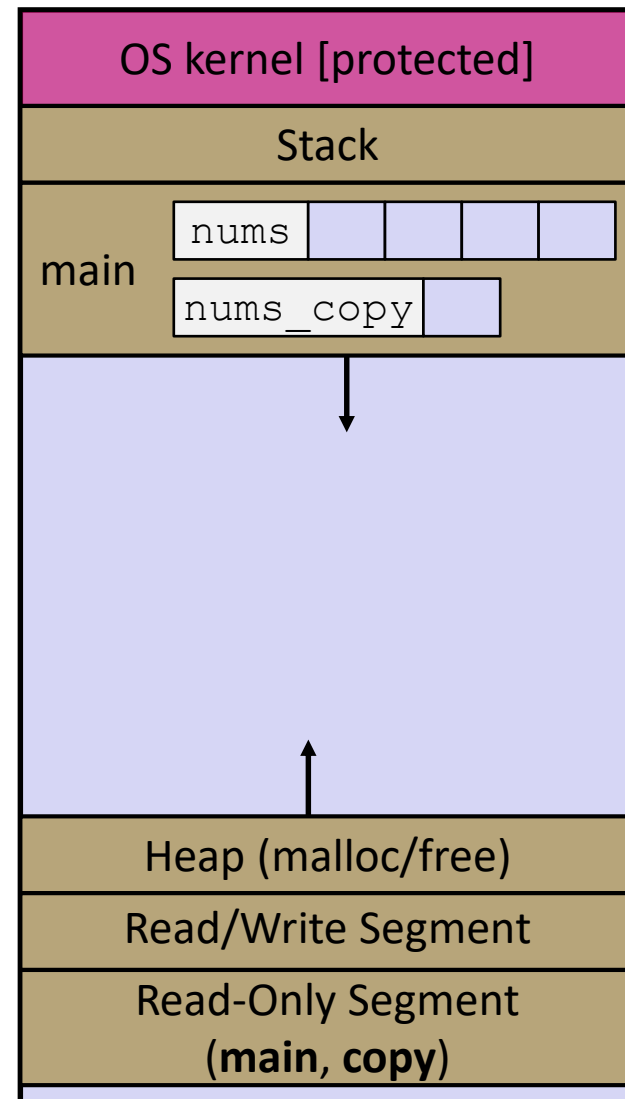 OS kernel [protected]
Stack
main
nums
nums_copy
Heap (malloc/free)
Read/Write Segment
Read-Only Segment
(main, copy)